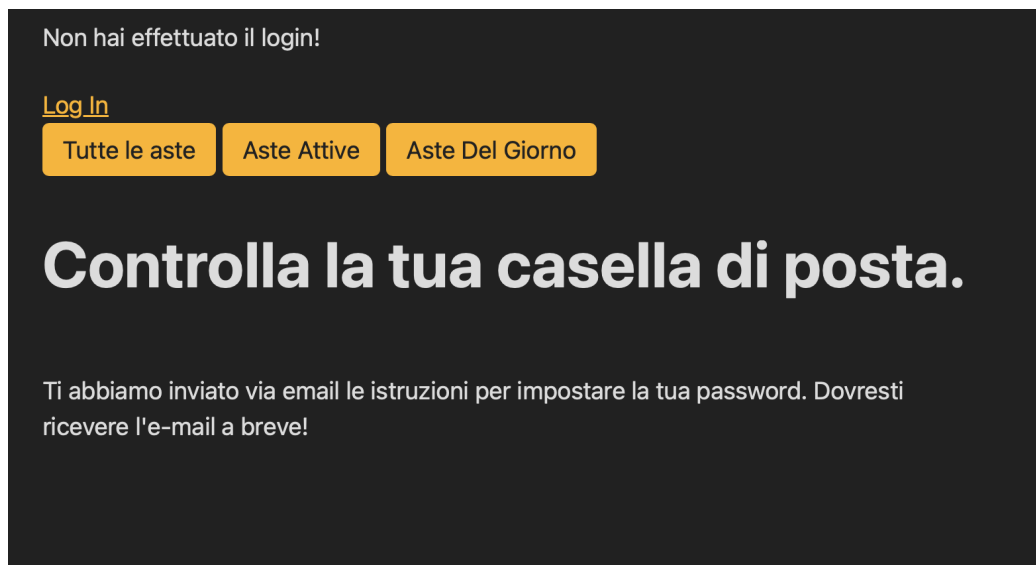 Non hai effettuato il login!
Log In
Tutte le aste Aste Attive Aste Del Giorno
Controlla la tua casella di posta.
Ti abbiamo inviato via email le istruzioni per impostare la tua password. Dovresti
ricevere l'e-mail a breve!